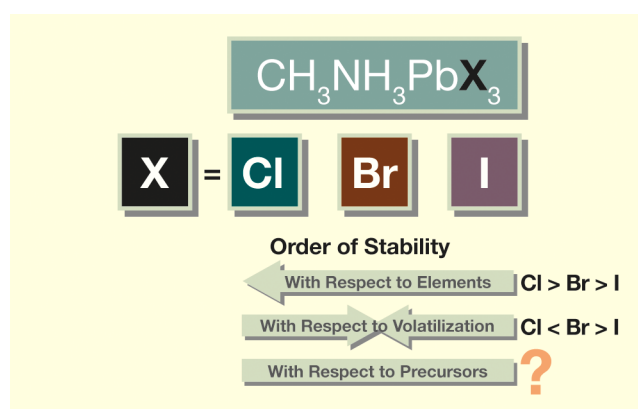 CH₃NH₃PbX₃
X = Cl Br I
Order of Stability
With Respect to Elements Cl > Br > I
With Respect to Volatilization Cl < Br > I
With Respect to Precursors ?